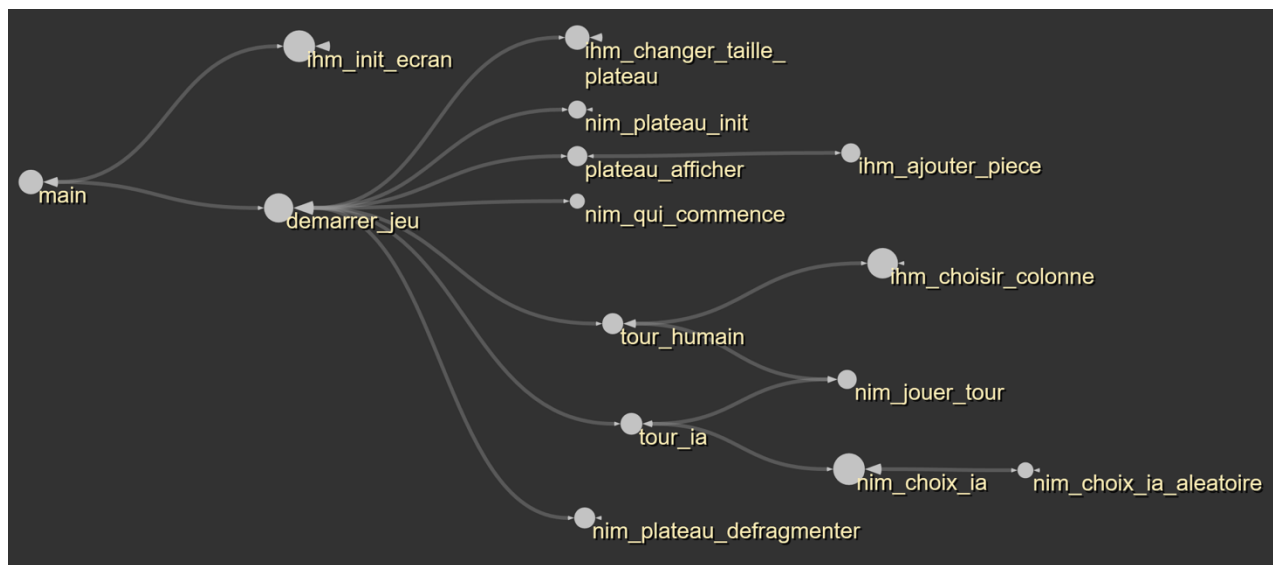 ihm_init_ecran
ihm_changer_taille_
plateau
nim_plateau_init
plateau_afficher
ihm_ajouter_piece
main
demarrer_jeu
nim_qui_commence
ihm_choisir_colonne
tour_humain
nim_jouer_tour
tour_ia
nim_choix_ia
nim_choix_ia_aleatoire
nim_plateau_defragmenter